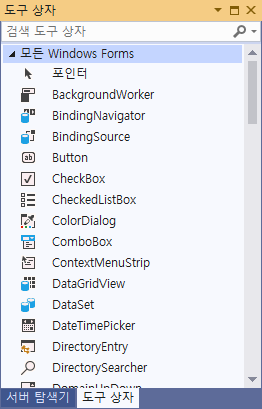 도구 상자
검색 도구 상자
모든 Windows Forms
포인터
BackgroundWorker
BindingNavigator
BindingSource
Button
CheckBox
CheckedListBox
ColorDialog
ComboBox
ContextMenuStrip
DataGridView
DataSet
DateTimePicker
DirectoryEntry
DirectorySearcher
DomainUpDown
서버 탐색기 도구 상자